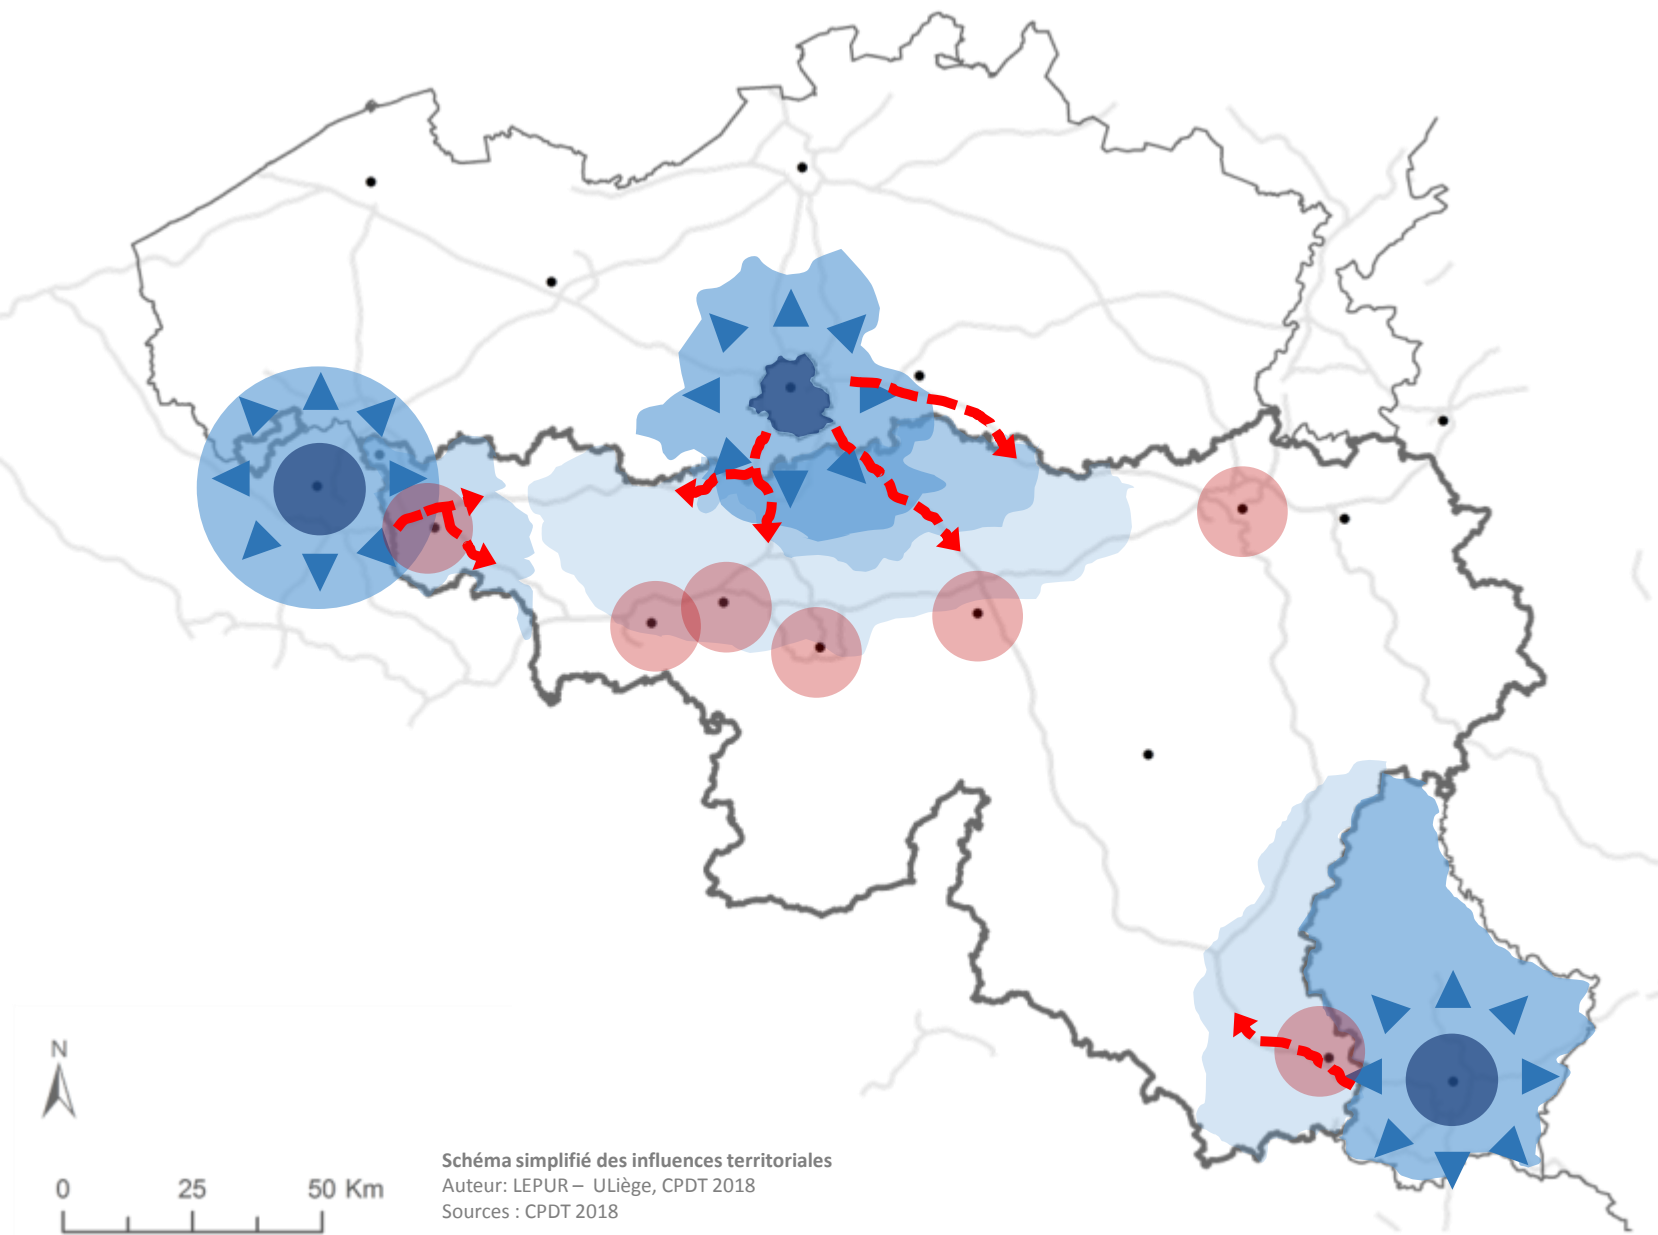 N
0 25 50 Km
Schéma simplifié des influences territoriales
Auteur: LEPUR – ULiège, CPDT 2018
Sources : CPDT 2018